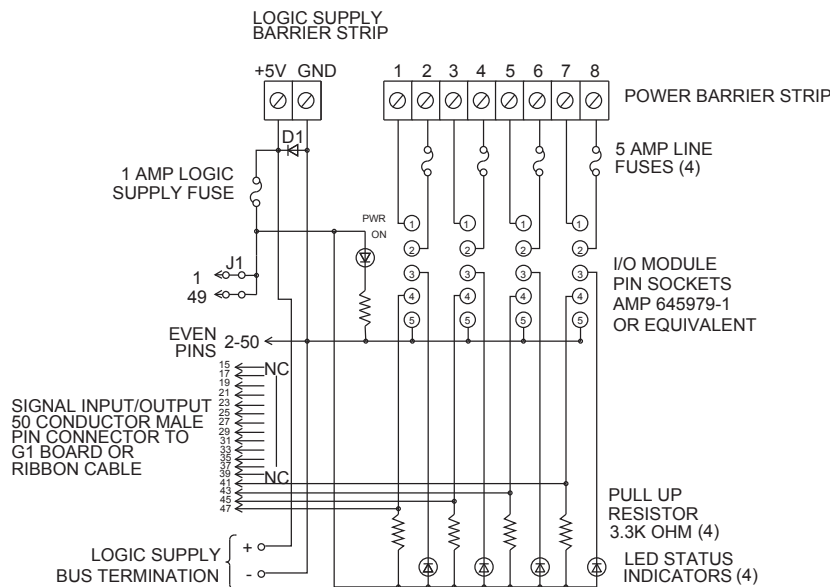 LOGIC SUPPLY
BARRIER STRIP
+5V GND
1 2 3 4 5 6 7 8
POWER BARRIER STRIP
D1
5 AMP LINE
FUSES (4)
1 AMP LOGIC
SUPPLY FUSE
PWR
ON
1 1 1 1
2 2 2 2
3 3 3 3
4 4 4 4
5 5 5 5
I/O MODULE
PIN SOCKETS
AMP 645979-1
OR EQUIVALENT
J1
1
49
EVEN
PINS
2-50
15
17
19
21
23
25
27
29
31
33
35
37
39
41
43
45
47
NC
NC
SIGNAL INPUT/OUTPUT
50 CONDUCTOR MALE
PIN CONNECTOR TO
G1 BOARD OR
RIBBON CABLE
PULL UP
RESISTOR
3.3K OHM (4)
LOGIC SUPPLY
BUS TERMINATION
+
-
LED STATUS
INDICATORS (4)